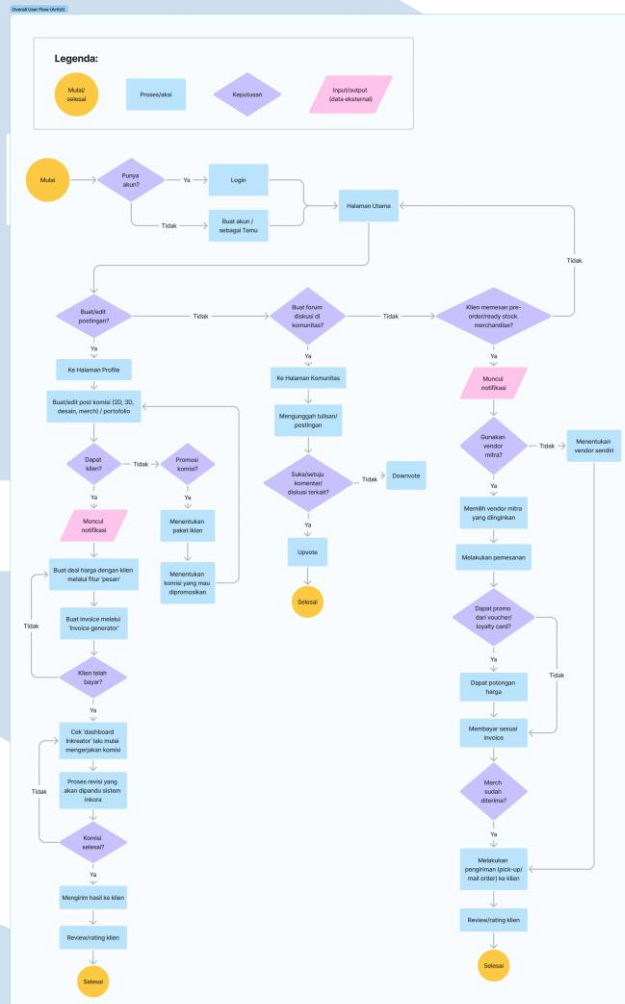 Overall User Flow (Artist)
Legenda:
Mulai/
selesai
Proses/aksi
Keputusan
Input/output
(data eksternal)
Mulai
Punya
akun?
Ya
Login
Tidak
Buat akun /
sebagai Tamu
Halaman Utama
Tidak
Buat/edit
postingan?
Tidak
Buat forum
diskusi di
komunitas?
Tidak
Klien memesan pre-
order/ready stock
merchandise?
Ya
Ke Halaman Profile
Buat/edit post komisi (2D, 3D,
desain, merch) / portofolio
Dapat
klien?
Tidak
Promosi
komisi?
Ya
Muncul
notifikasi
Ya
Menentukan
paket iklan
Menentukan
komisi yang mau
dipromosikan
Buat deal harga dengan klien
melalui fitur 'pesan'
Buat invoice melalui
'invoice generator'
Tidak
Klien telah
bayar?
Ya
Cek 'dashboard
Inkreator' lalu mulai
mengerjakan komisi
Proses revisi yang
akan dipandu sistem
Inkora
Tidak
Komisi
selesai?
Ya
Mengirim hasil ke klien
Review/rating klien
Selesai
Ya
Ke Halaman Komunitas
Mengunggah tulisan/
postingan
Suka/setuju
komentar/
diskusi terkait?
Tidak
Downvote
Ya
Upvote
Selesai
Ya
Muncul
notifikasi
Gunakan
vendor
mitra?
Tidak
Menentukan
vendor sendiri
Ya
Memilih vendor mitra
yang diinginkan
Melakukan pemesanan
Dapat promo
dari voucher/
loyalty card?
Ya
Tidak
Dapat potongan
harga
Membayar sesuai
invoice
Merch
sudah
diterima?
Ya
Melakukan
pengiriman (pick-up/
mail order) ke klien
Review/rating klien
Selesai